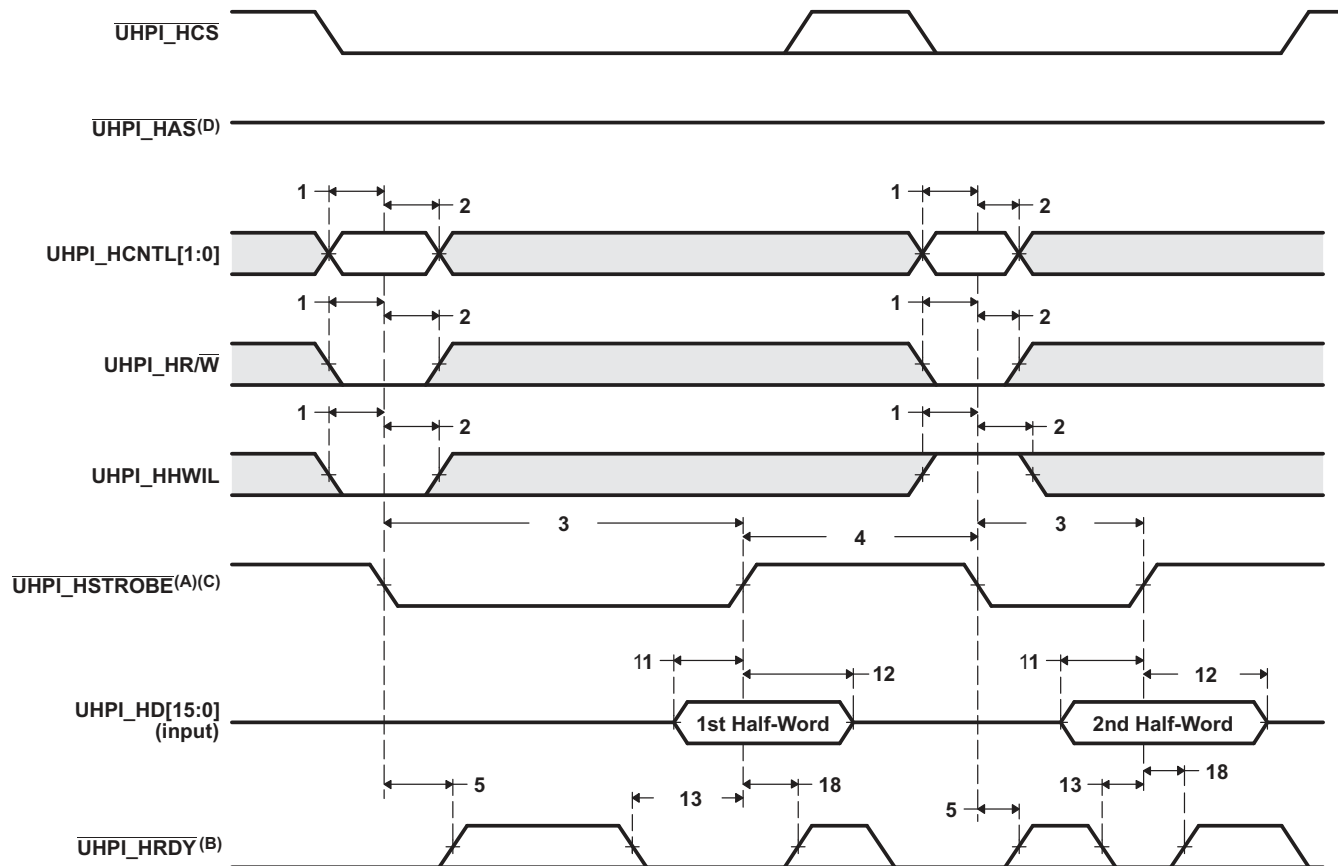 UHPI_HCS
UHPI_HAS(D)
1 2 1 2
UHPI_HCNTL[1:0]
1 2 1 2
UHPI_HR/W
1 2 1 2
UHPI_HHWIL
3 4 3
UHPI_HSTROBE(A)(C)
11 12 11 12
UHPI_HD[15:0]
(input)
1st Half-Word 2nd Half-Word
5 13 18 5 13 18
UHPI_HRDY(B)